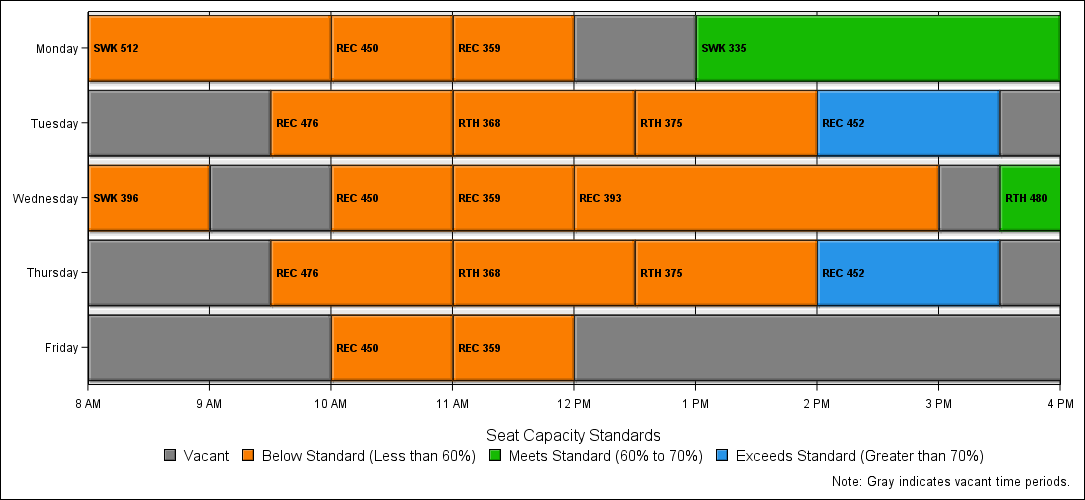 Monday
SWK 512 REC 450 REC 359 SWK 335
Tuesday
REC 476 RTH 368 RTH 375 REC 452
Wednesday
SWK 396 REC 450 REC 359 REC 393 RTH 480
Thursday
REC 476 RTH 368 RTH 375 REC 452
Friday
REC 450 REC 359
8 AM 9 AM 10 AM 11 AM 12 PM 1 PM 2 PM 3 PM 4 PM
Seat Capacity Standards
Vacant Below Standard (Less than 60%) Meets Standard (60% to 70%) Exceeds Standard (Greater than 70%)
Note: Gray indicates vacant time periods.